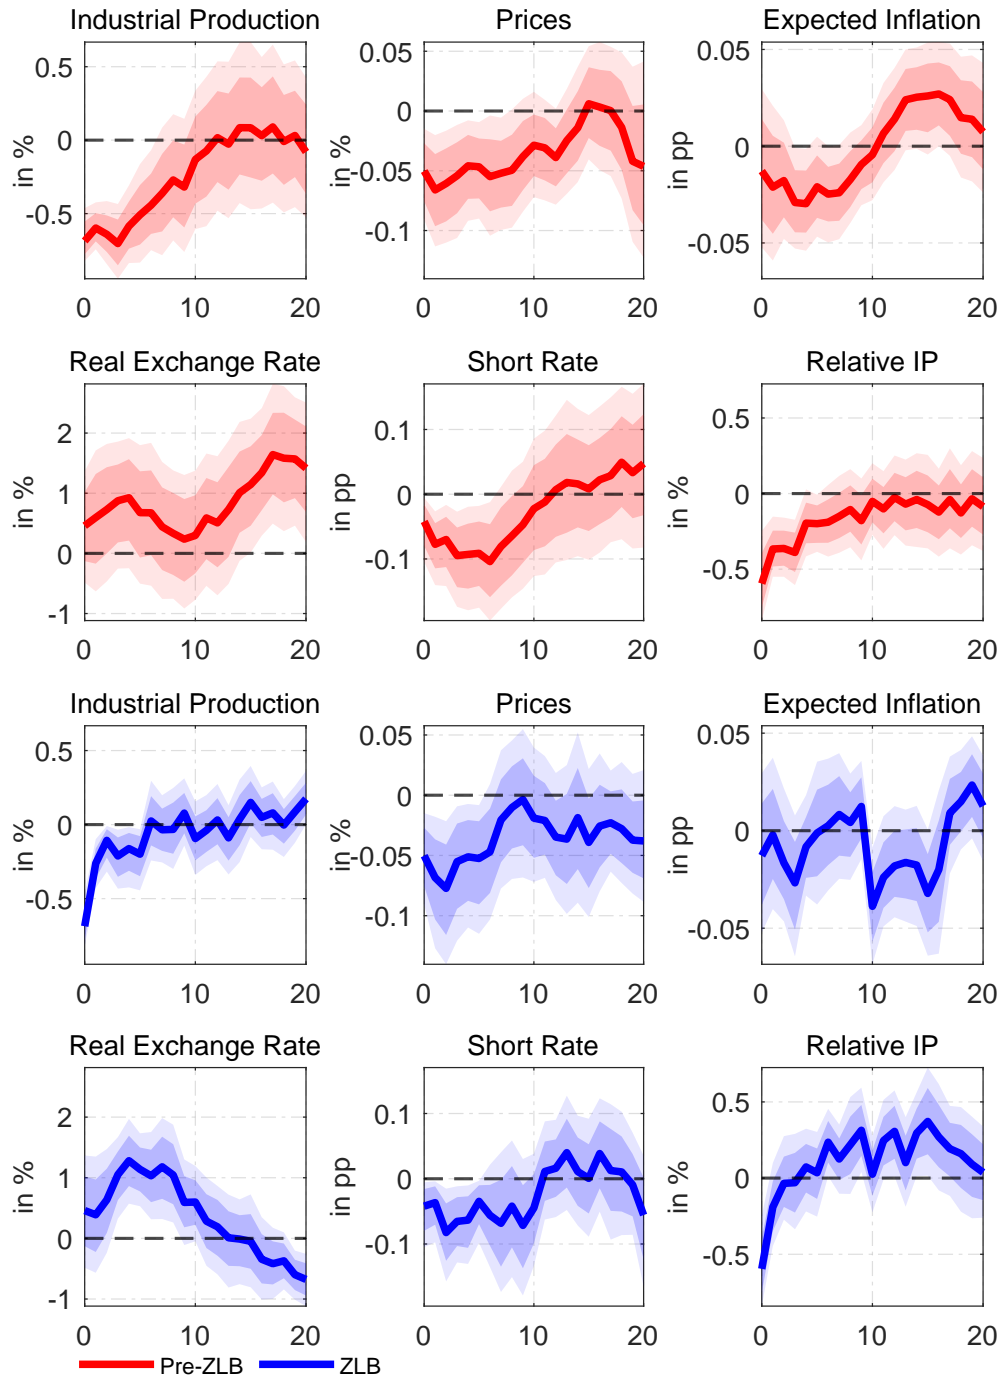 Industrial Production Prices Expected Inflation
0.5 0.05 0.05
0 0 0
-0.5 -0.05 -0.05
-0.1
in % in % in pp
0 10 20 0 10 20 0 10 20
Real Exchange Rate Short Rate Relative IP
2 0.1 0.5
1 0 0
0 -0.1 -0.5
-1
in % in pp in %
0 10 20 0 10 20 0 10 20
Industrial Production Prices Expected Inflation
0.5 0.05 0.05
0 0 0
-0.5 -0.05 -0.05
-0.1
in % in % in pp
0 10 20 0 10 20 0 10 20
Real Exchange Rate Short Rate Relative IP
2 0.1 0.5
1 0 0
0 -0.1 -0.5
-1
in % in pp in %
0 10 20 0 10 20 0 10 20
Pre-ZLB ZLB